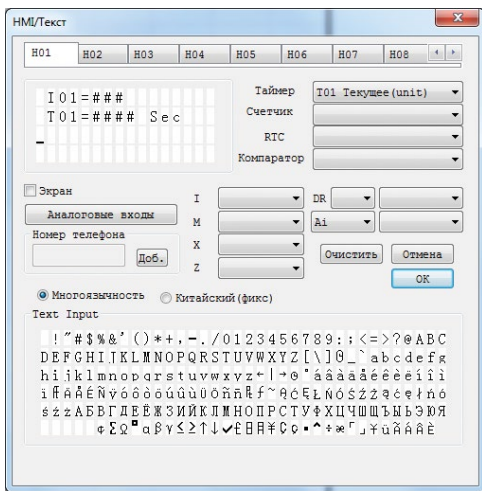 HMI/Текст
H01 H02 H03 H04 H05 H06 H07 H08
I01=###
T01=#### Sec
Таймер T01 Текущее(unit)
Счетчик
RTC
Компаратор
Экран
Аналоговые входы
Номер телефона
Доб.
I DR
M Ai
X
Z
Очистить Отмена
OK
Многоязычность Китайский(фикс)
Text Input
!"#$%&'()*+,-./0123456789:;<=>?@ABC
DEFGHIJKLMNOPQRSTUVWXYZ[\]
abcdefg
hijklmnopqrstuvwxyz
АБВГДЕЁЖЗИЙКЛМНОПРСТУФХЦЧШЩЪЫЬЭЮЯ